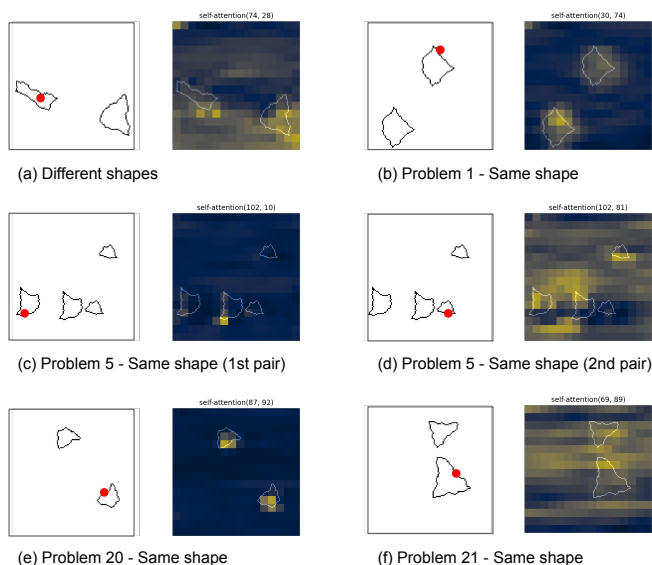 self-attention(74, 28)
self-attention(30, 74)
(a) Different shapes
(b) Problem 1 - Same shape
self-attention(102, 10)
self-attention(102, 81)
(c) Problem 5 - Same shape (1st pair)
(d) Problem 5 - Same shape (2nd pair)
self-attention(87, 92)
self-attention(69, 89)
(e) Problem 20 - Same shape
(f) Problem 21 - Same shape